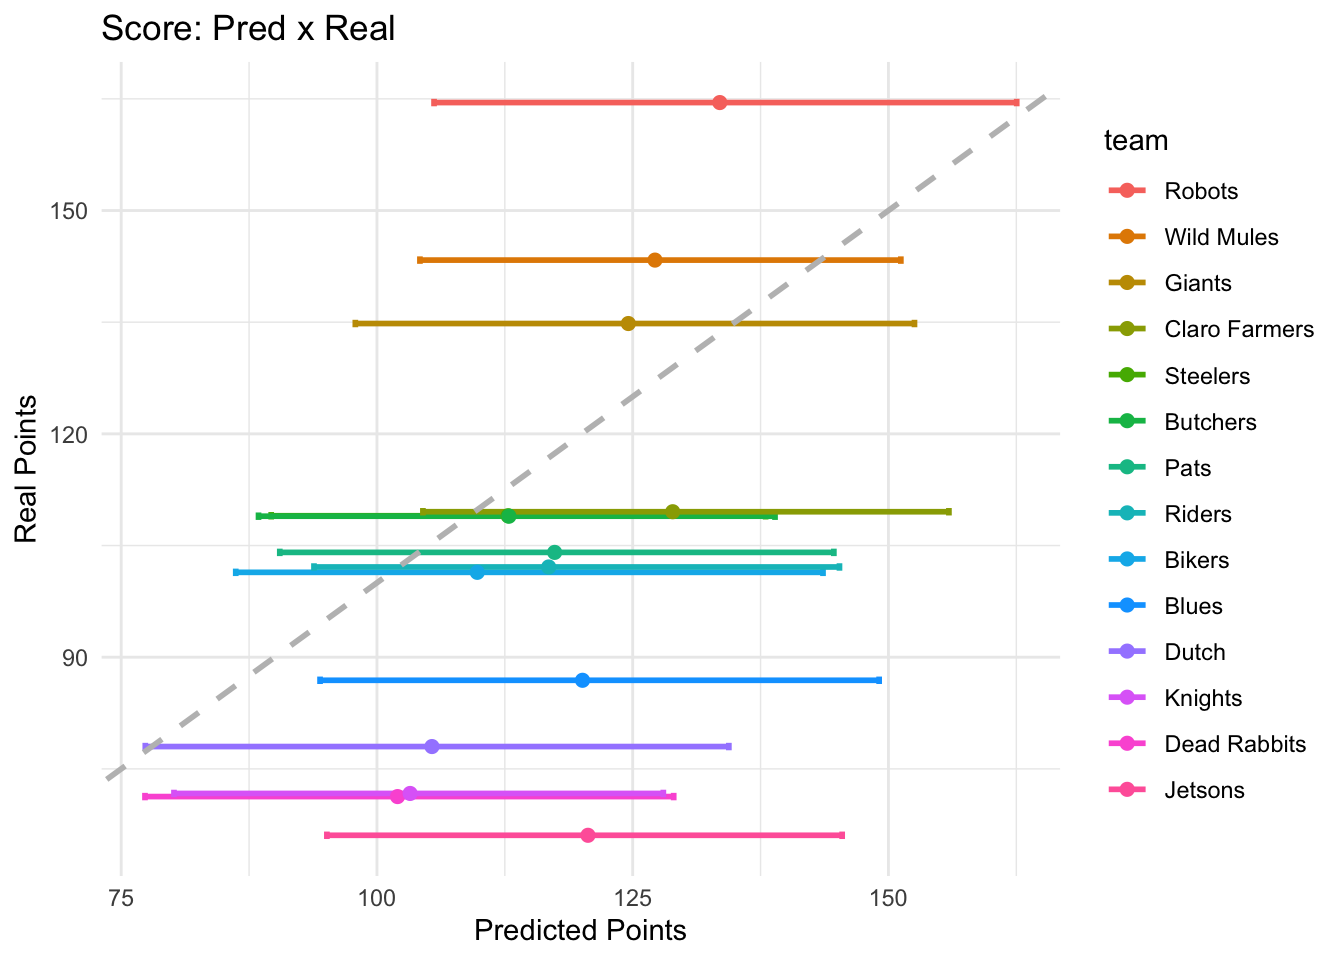 Score: Pred x Real
150
120
90
Real Points
75
100
125
150
Predicted Points
team
Robots
Wild Mules
Giants
Claro Farmers
Steelers
Butchers
Pats
Riders
Bikers
Blues
Dutch
Knights
Dead Rabbits
Jetsons